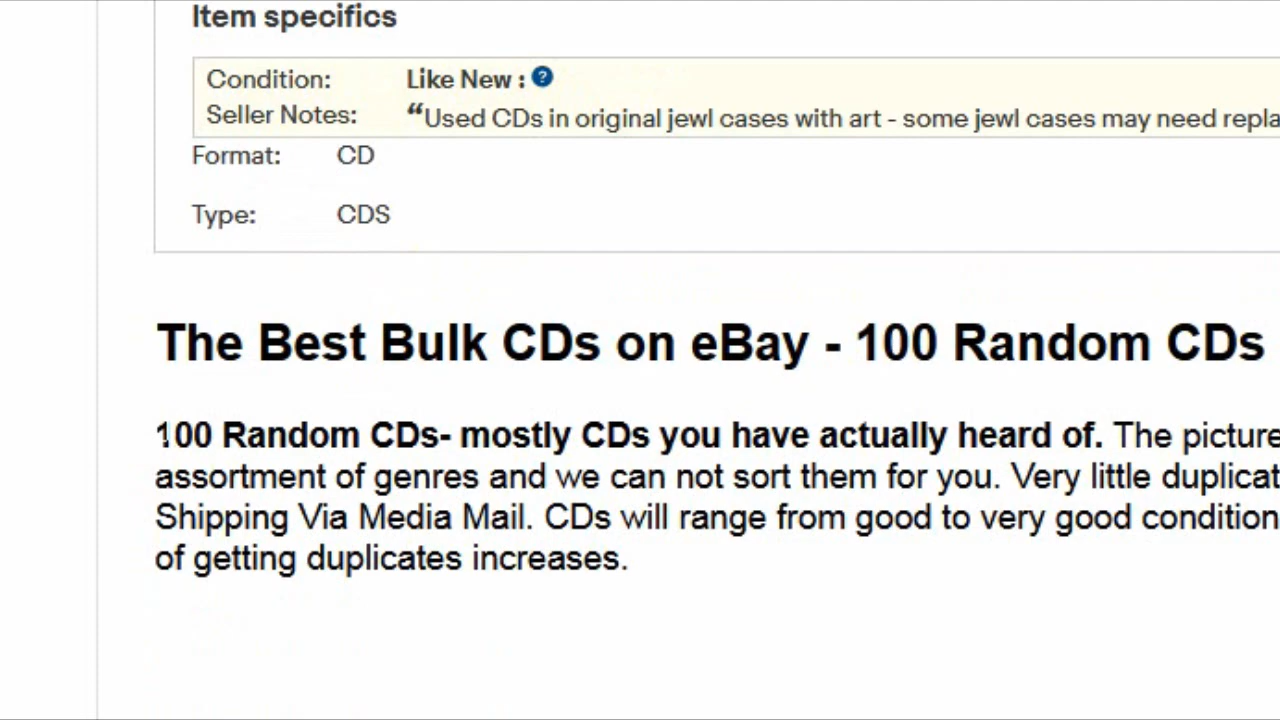 Item specifics
Condition: Like New : ?
Seller Notes: “Used CDs in original jewl cases with art - some jewl cases may need
Format: CD
Type: CDS
The Best Bulk CDs on eBay - 100 Random CDs
100 Random CDs- mostly CDs you have actually heard of. The
assortment of genres and we can not sort them for you. Very little
Shipping Via Media Mail. CDs will range from good to very good condition
of getting duplicates increases.